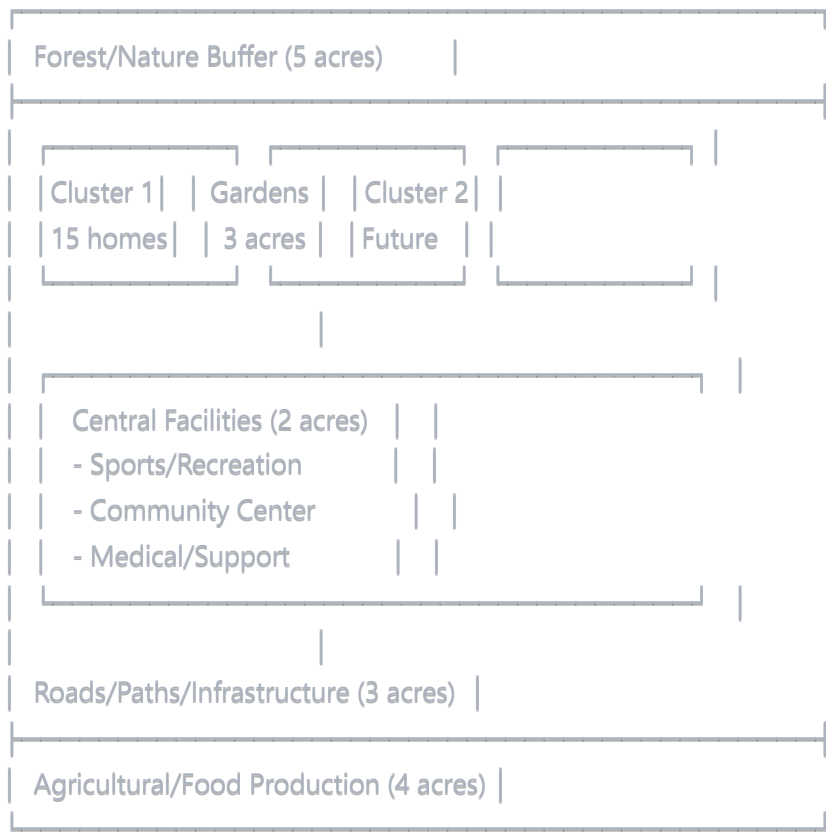 Forest/Nature Buffer (5 acres)
Cluster 1 Gardens Cluster 2
15 homes 3 acres Future
Central Facilities (2 acres)
- Sports/Recreation
- Community Center
- Medical/Support
Roads/Paths/Infrastructure (3 acres)
Agricultural/Food Production (4 acres)